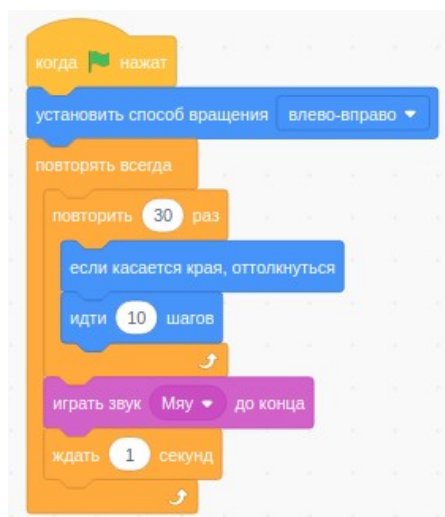 когда нажат
установить способ вращения влево-вправо
повторять всегда
повторить 30 раз
если касается края, оттолкнуться
идти 10 шагов
играть звук Мяу до конца
ждать 1 секунд